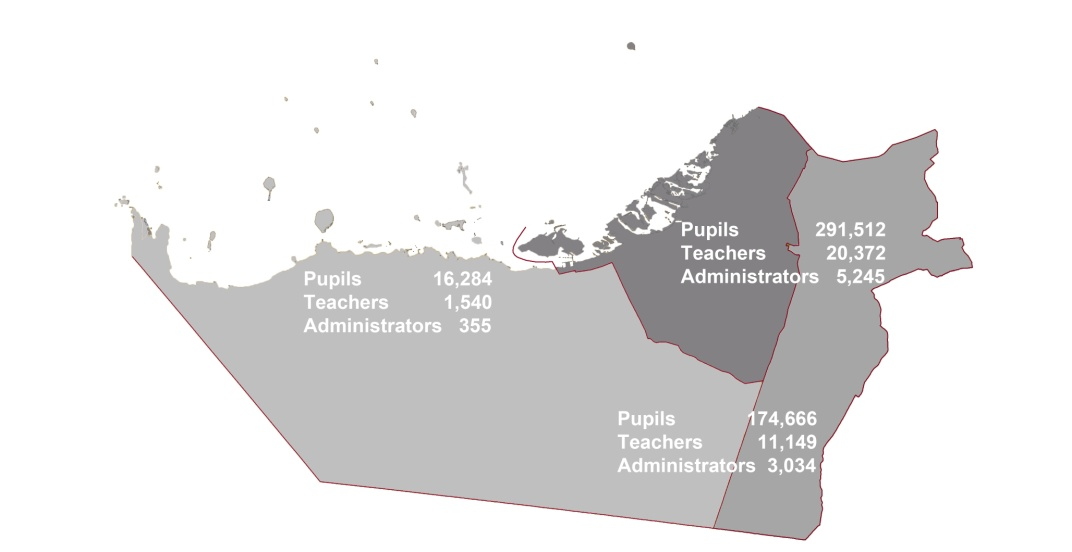 Pupils 291,512
Teachers 20,372
Administrators 5,245
Pupils 16,284
Teachers 1,540
Administrators 355
Pupils 174,666
Teachers 11,149
Administrators 3,034